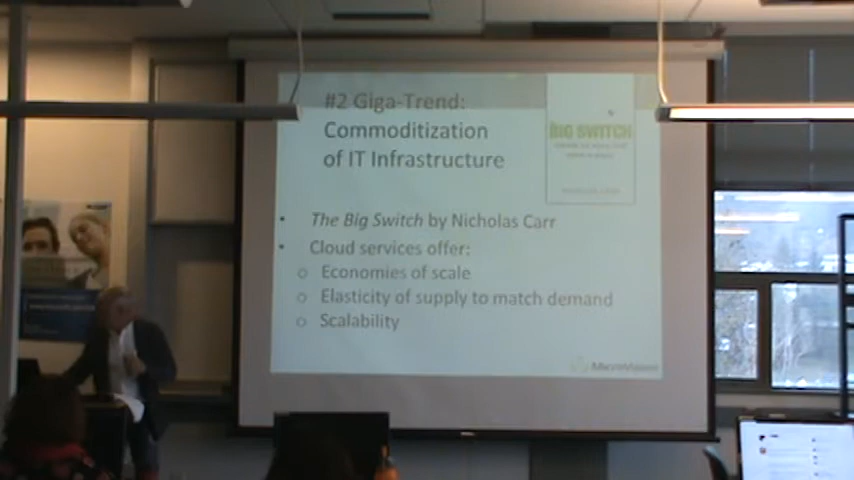 #2 Giga-Trend:
Commoditization
of IT Infrastructure
BIG SWITCH
• The Big Switch by Nicholas Carr
• Cloud services offer:
o Economies of scale
o Elasticity of supply to match demand
o Scalability